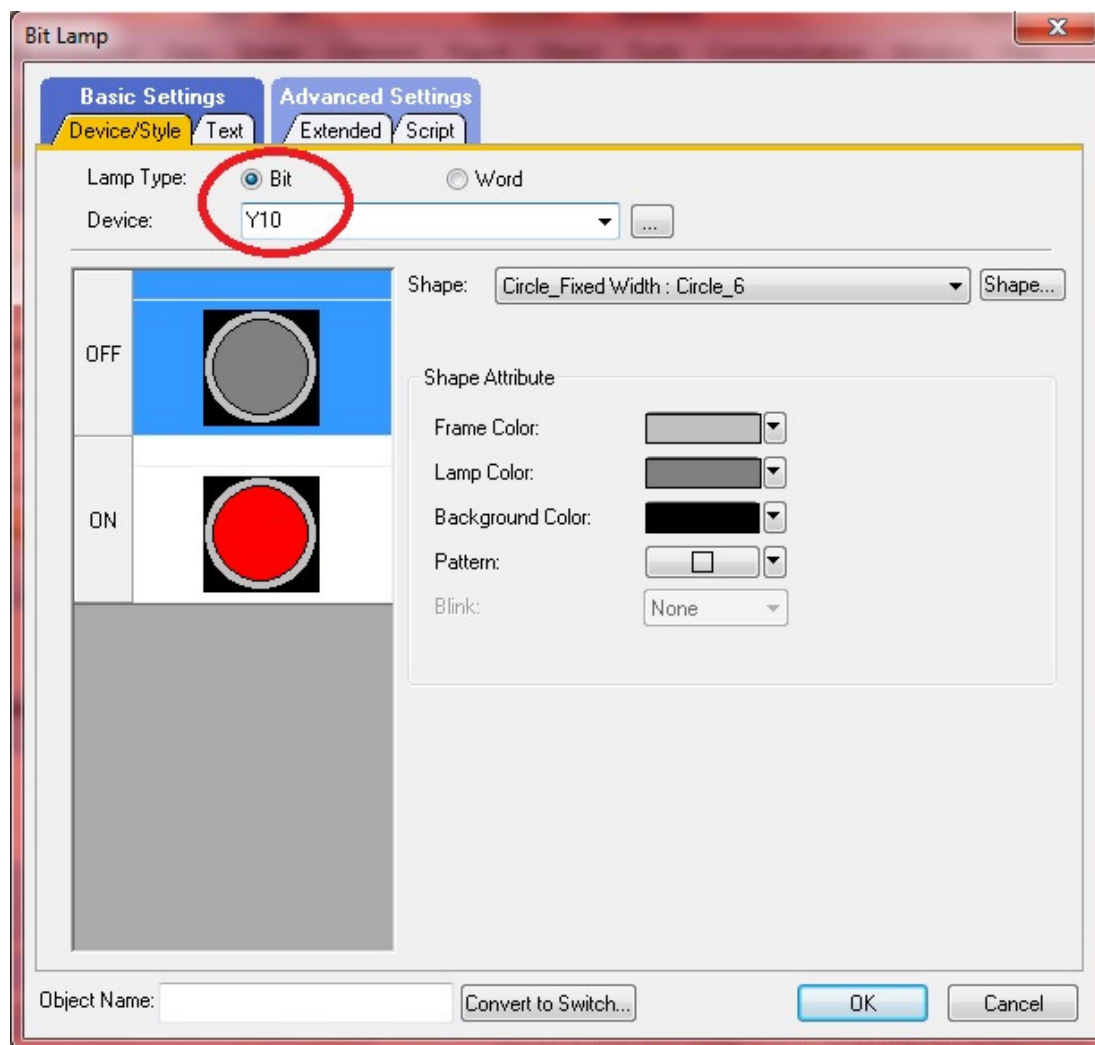 Bit Lamp
Basic Settings Advanced Settings
Device/Style Text Extended Script
Lamp Type: Bit Word
Device: Y10 ...
Shape: Circle_Fixed Width : Circle_6 Shape...
OFF
Shape Attribute
Frame Color:
Lamp Color:
Background Color:
ON
Pattern:
Blink: None
Object Name: Convert to Switch... OK Cancel